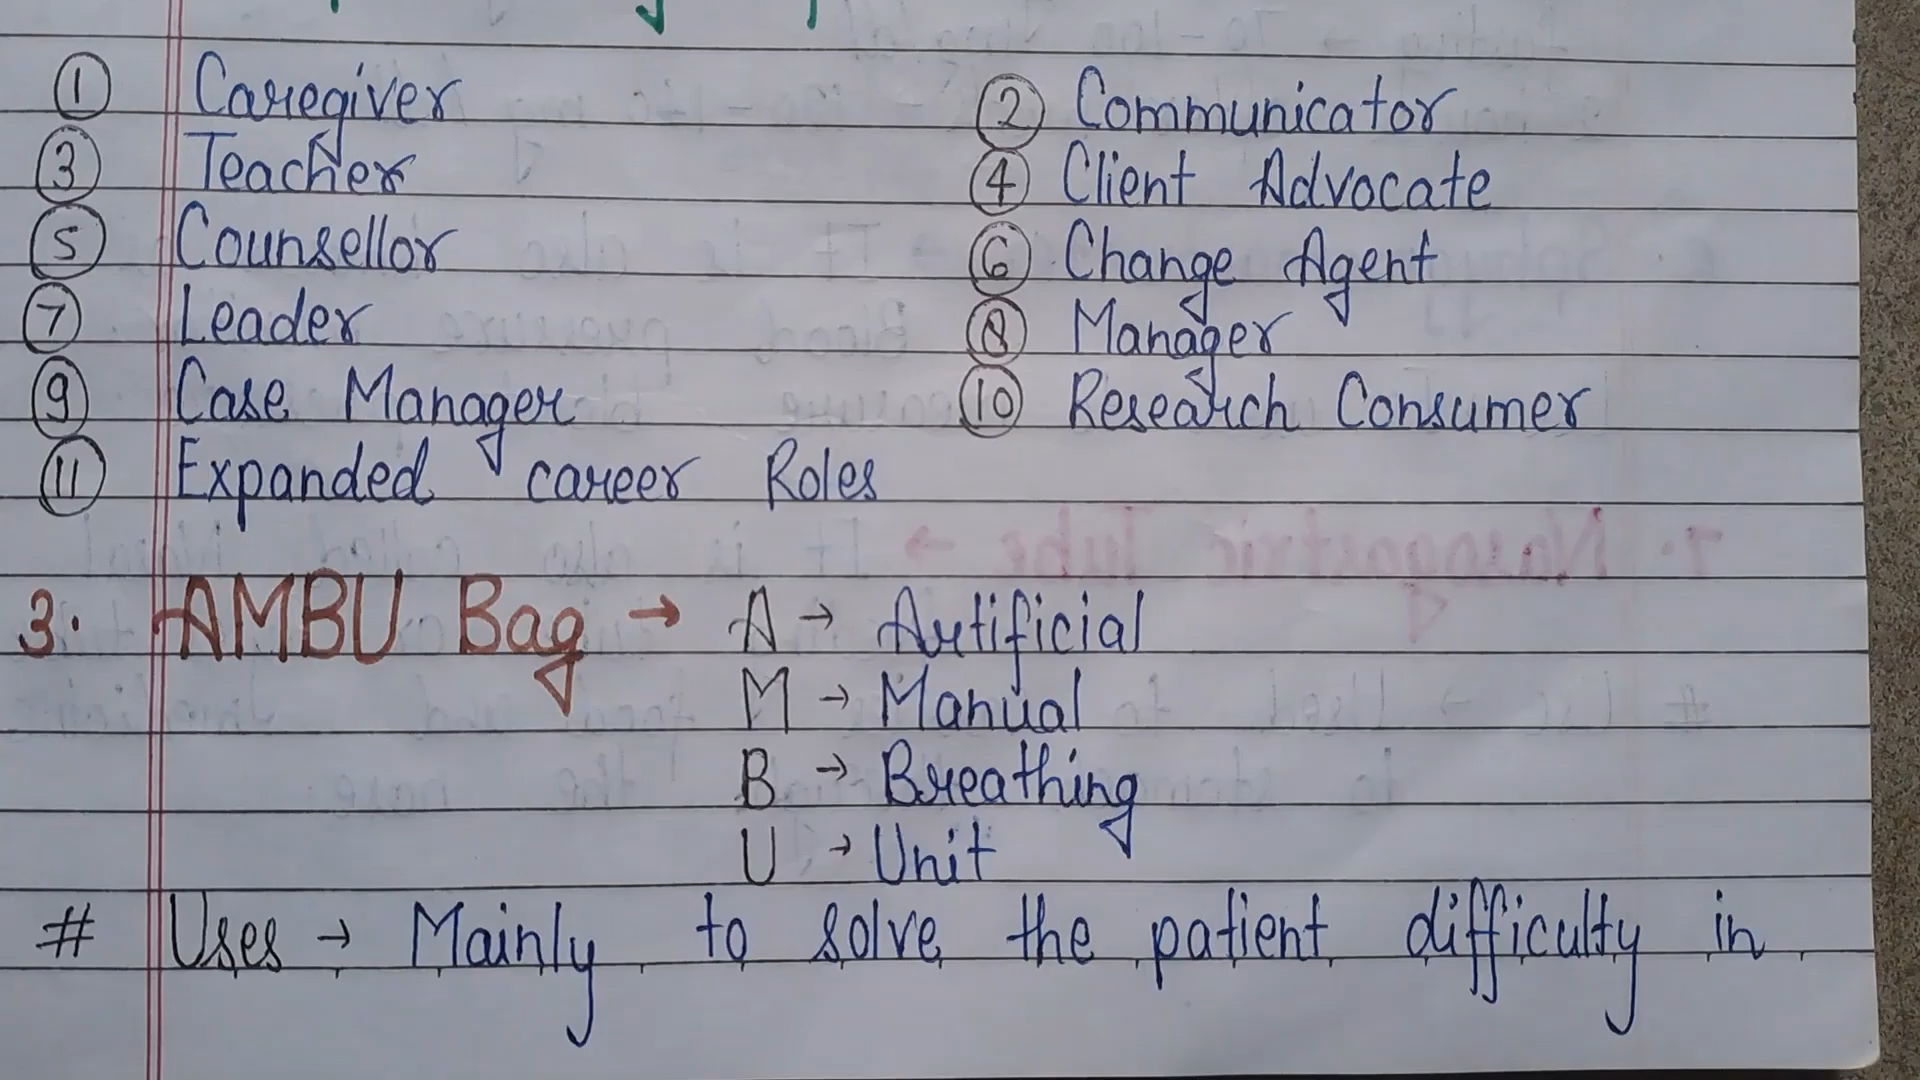 ① Caregiver ② Communicator
③ Teacher ④ Client Advocate
⑤ Counsellor ⑥ Change Agent
⑦ Leader ⑧ Manager
⑨ Case Manager ⑩ Research Consumer
⑪ Expanded career Roles
3. AMBU Bag → A → Artificial
M → Manual
B → Breathing
U → Unit
# Uses → Mainly to solve the patient difficulty in